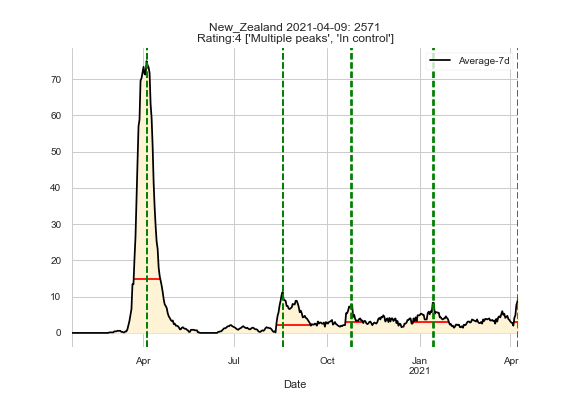 New_Zealand 2021-04-09: 2571
Rating:4 ['Multiple peaks', 'In control']
Average-7d
70
60
50
40
30
20
10
0
Apr
Jul
Oct
Jan
2021
Apr
Date